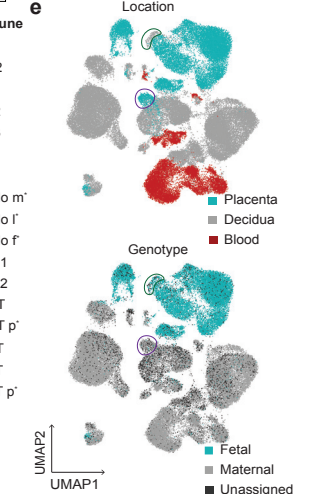 e
Location
une
2
o m*
o l*
o f*
1
2
T
T p*
T
T
T p*
Placenta
Decidua
Blood
Genotype
Fetal
Maternal
Unassigned
UMAP2
UMAP1